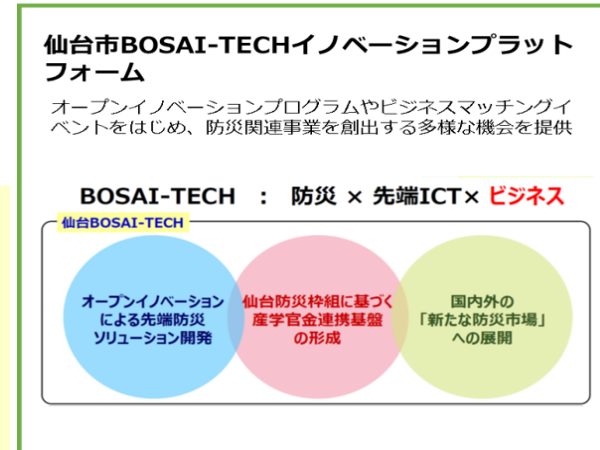 仙台市BOSAI-TECHイノベーションプラット
フォーム
オープンイノベーションプログラムやビジネスマッチングイ
ベントをはじめ、防災関連事業を創出する多様な機会を提供
BOSAI-TECH : 防災 × 先端ICT× ビジネス
仙台BOSAI-TECH
オープンイノベーション
による先端防災
ソリューション開発
仙台防災枠組に基づく
産学官金連携基盤
の形成
国内外の
「新たな防災市場」
への展開